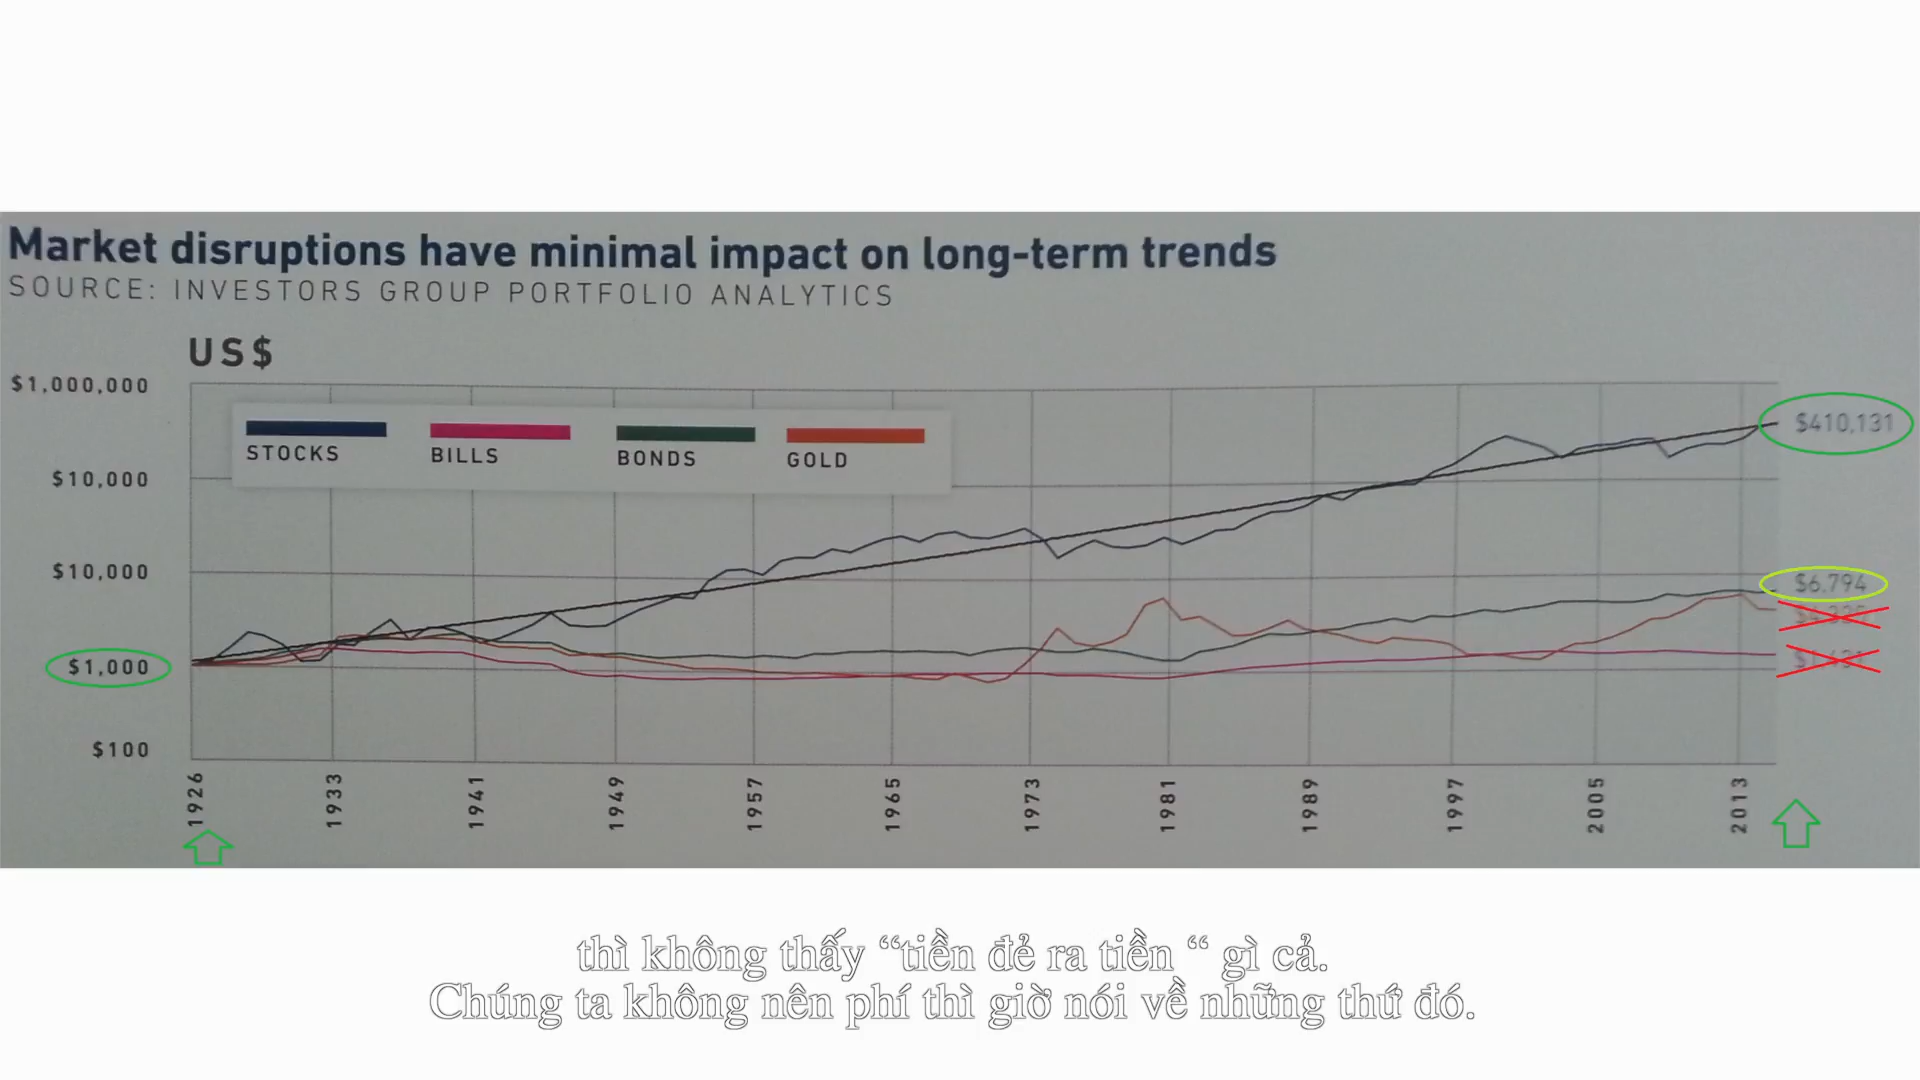 Market disruptions have minimal impact on long-term trends
SOURCE: INVESTORS GROUP PORTFOLIO ANALYTICS
US$
$1,000,000
$10,000
$10,000
$1,000
$100
STOCKS
BILLS
BONDS
GOLD
$410,131
$6,794
1926
1933
1941
1949
1957
1965
1973
1981
1989
1997
2005
2013
thì không thấy “tiền đẻ ra tiền “ gì cả.
Chúng ta không nên phí thì giờ nói về những thứ đó.